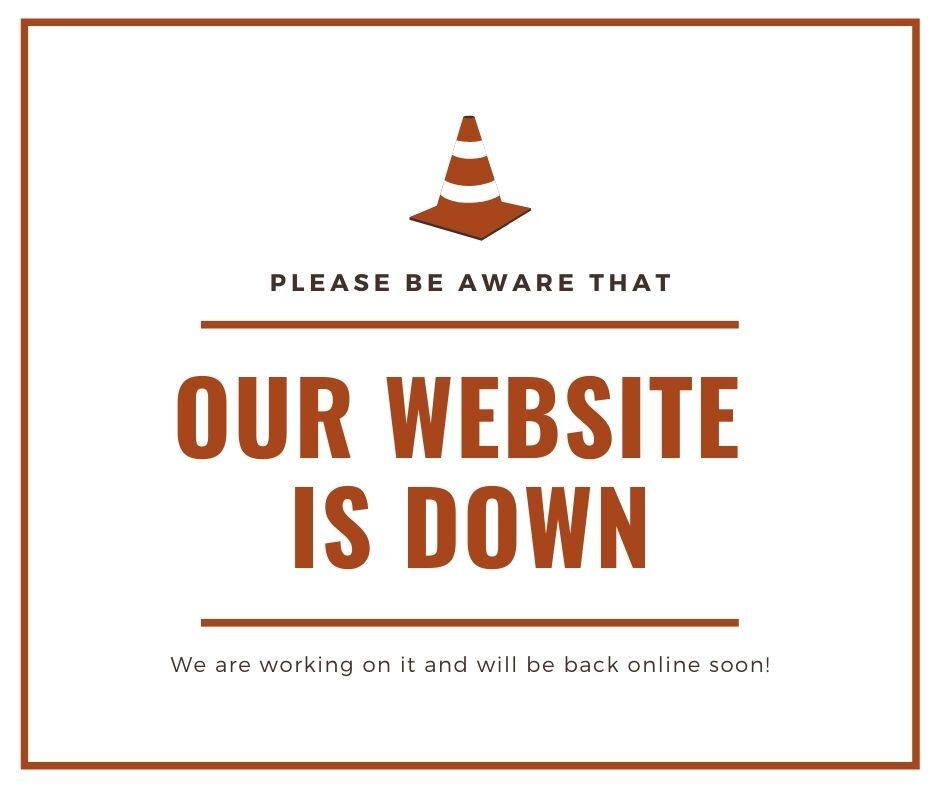 PLEASE BE AWARE THAT
OUR WEBSITE
IS DOWN
We are working on it and will be back online soon!